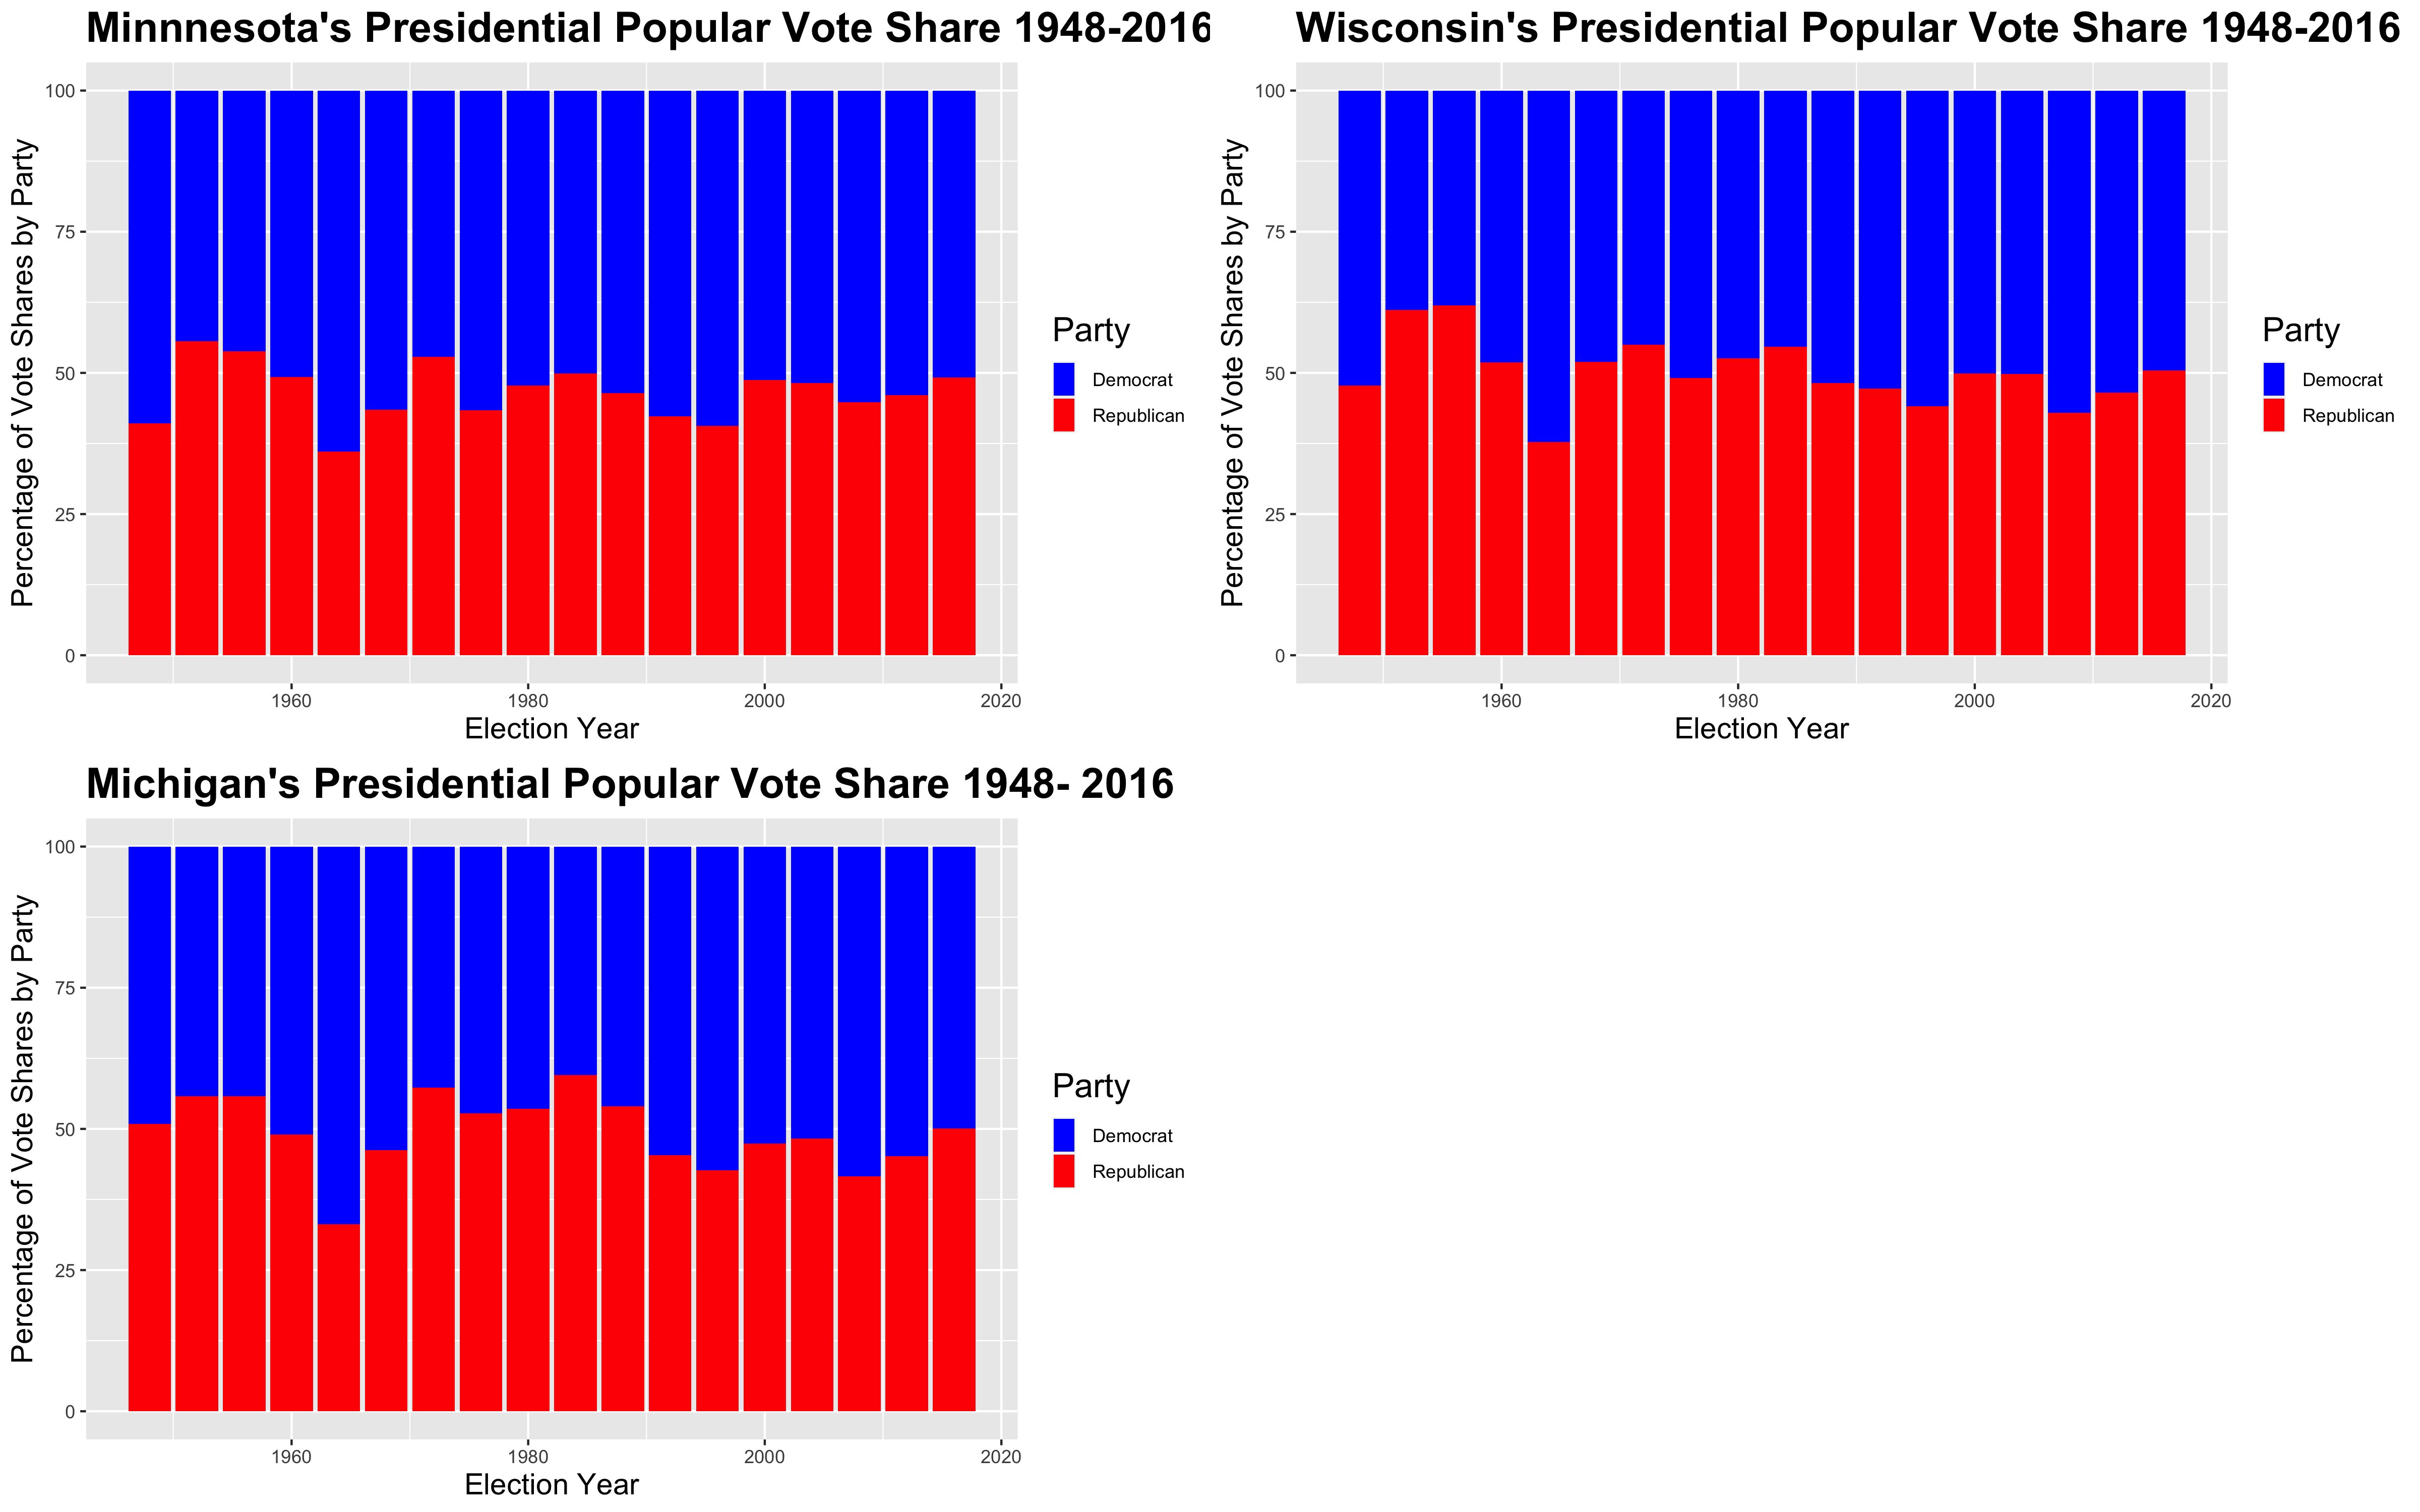 Minnnesota's Presidential Popular Vote Share 1948-2016
Percentage of Vote Shares by Party
100
75
50
25
0
1960 1980 2000 2020
Election Year
Party
Democrat
Republican
Wisconsin's Presidential Popular Vote Share 1948-2016
Percentage of Vote Shares by Party
100
75
50
25
0
1960 1980 2000 2020
Election Year
Party
Democrat
Republican
Michigan's Presidential Popular Vote Share 1948- 2016
Percentage of Vote Shares by Party
100
75
50
25
0
1960 1980 2000 2020
Election Year
Party
Democrat
Republican